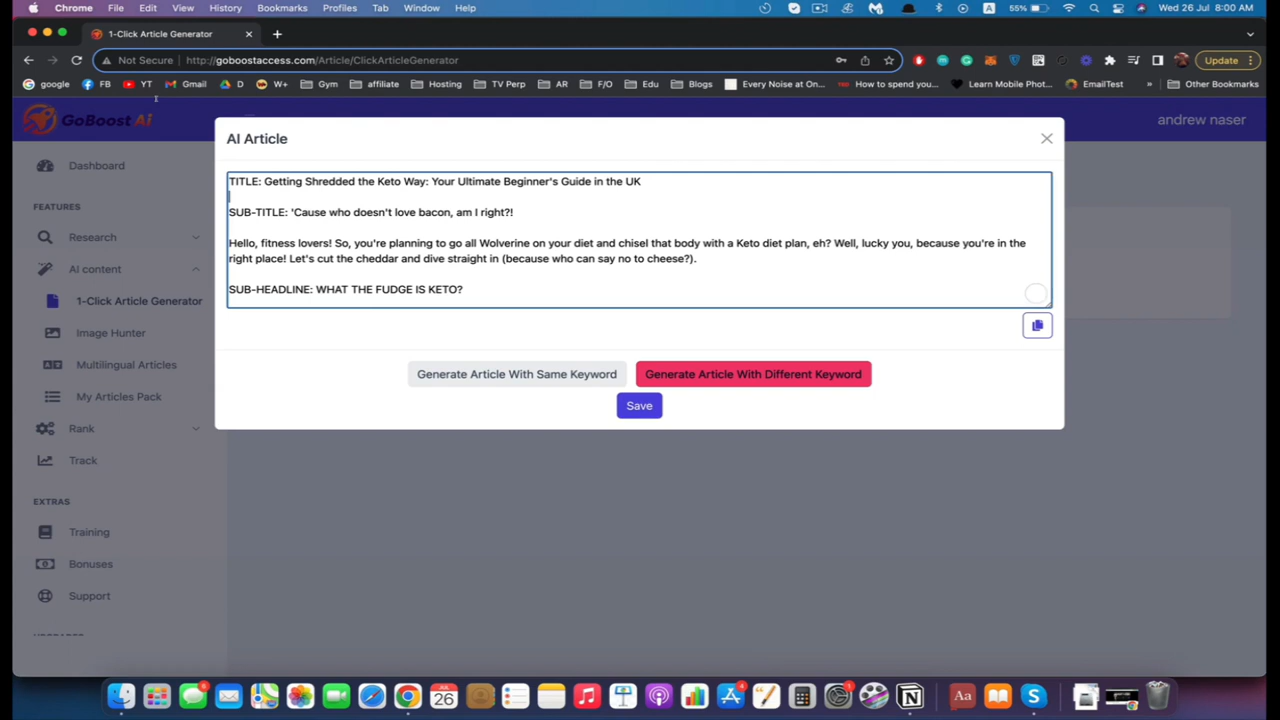 Chrome File Edit View History Bookmarks Profiles Tab Window Help A 55% Wed 26 Jul 8:00 AM
1-Click Article Generator
Not Secure http://goboostaccess.com/Article/ClickArticleGenerator Update
google FB YT Gmail D W+ Gym affiliate Hosting TV Perp AR F/O Edu Blogs Every Noise at On... How to spend you... Learn Mobile Phot... EmailTest » Other Bookmarks
GoBoost Ai andrew naser
AI Article
TITLE: Getting Shredded the Keto Way: Your Ultimate Beginner's Guide in the UK
SUB-TITLE: 'Cause who doesn't love bacon, am I right?!
Hello, fitness lovers! So, you're planning to go all Wolverine on your diet and chisel that body with a Keto diet plan, eh? Well, lucky you, because you're in the
right place! Let's cut the cheddar and dive straight in (because who can say no to cheese?).
SUB-HEADLINE: WHAT THE FUDGE IS KETO?
Generate Article With Same Keyword Generate Article With Different Keyword
Save
Dashboard
FEATURES
Research
AI content
1-Click Article Generator
Image Hunter
Multilingual Articles
My Articles Pack
Rank
Track
EXTRAS
Training
Bonuses
Support
JUL
26
Aa